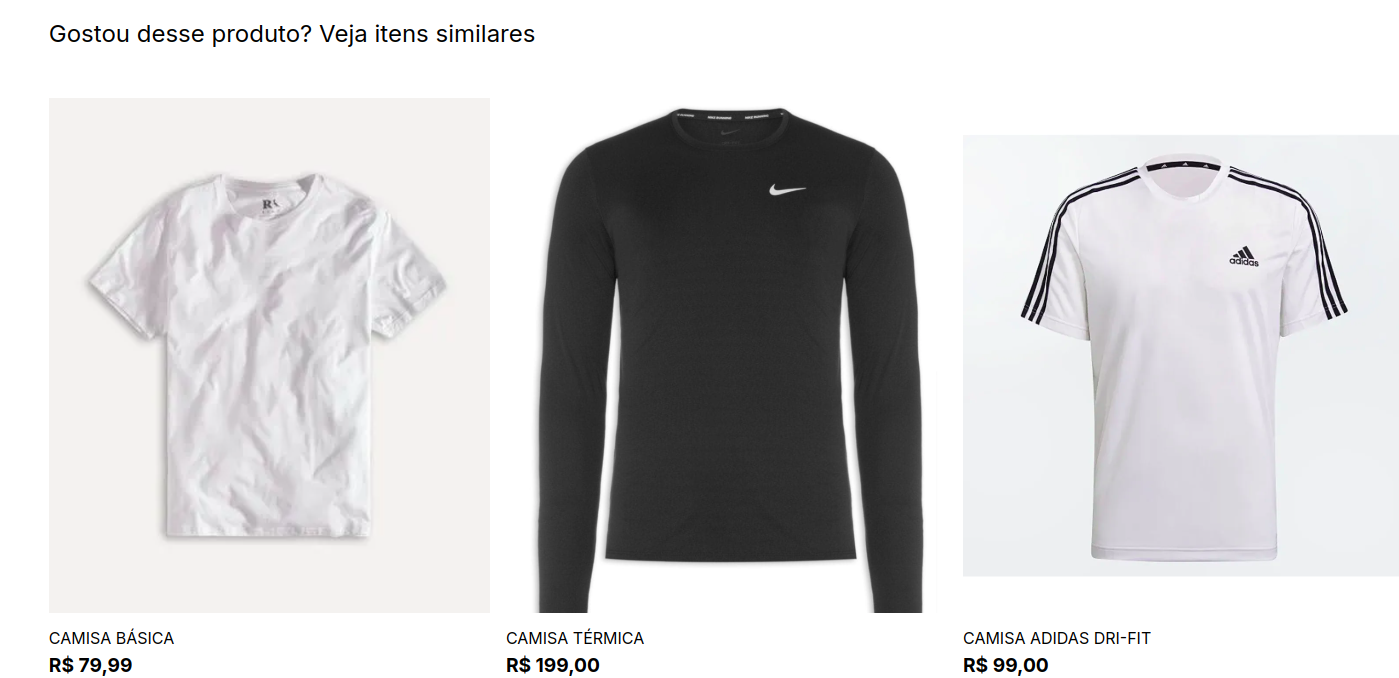 Gostou desse produto? Veja itens similares
adidas
CAMISA BÁSICA
R$ 79,99
CAMISA TÉRMICA
R$ 199,00
CAMISA ADIDAS DRI-FIT
R$ 99,00